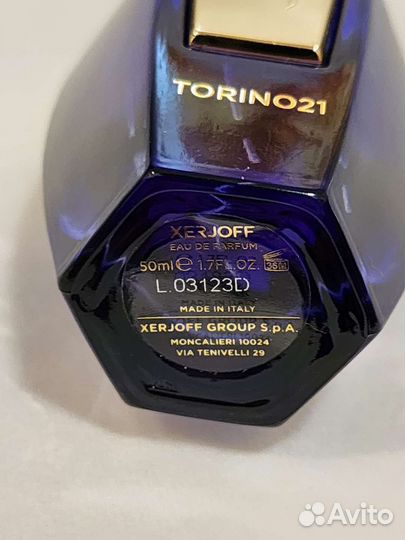 TORINO21
XERJOFF
EAU DE PARFUM
50ml ℮ 1.7FL.OZ. 36M
L.03123D
MADE IN ITALY
XERJOFF GROUP S.p.A.
MONCALIERI 10024
VIA TENIVELLI 29
Avito